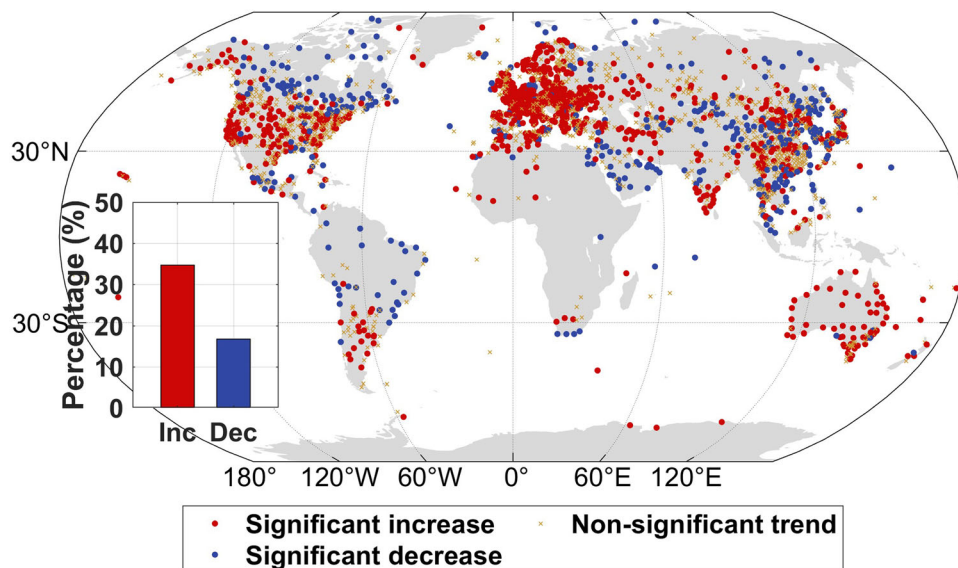 30°N
30°S
50
40
30
20
10
0
Percentage (%)
Inc Dec
180° 120°W 60°W 0° 60°E 120°E
Significant increase Non-significant trend
Significant decrease